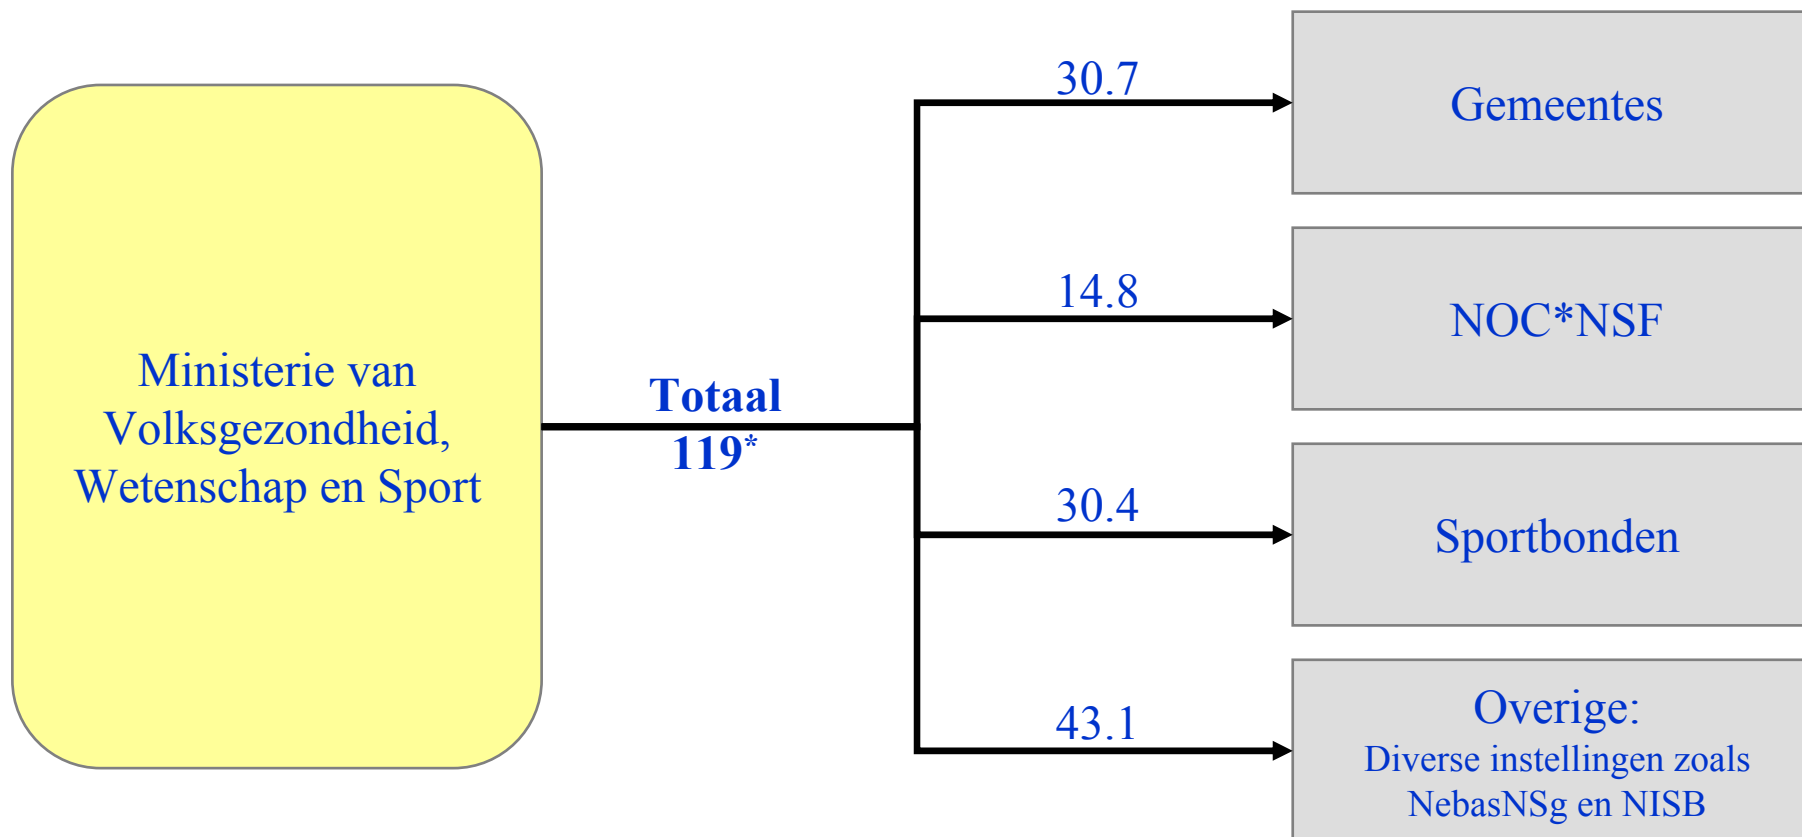 Ministerie van
Volksgezondheid,
Wetenschap en Sport
Totaal
119*
30.7
Gemeentes
14.8
NOC*NSF
30.4
Sportbonden
43.1
Overige:
Diverse instellingen zoals
NebasNSg en NISB